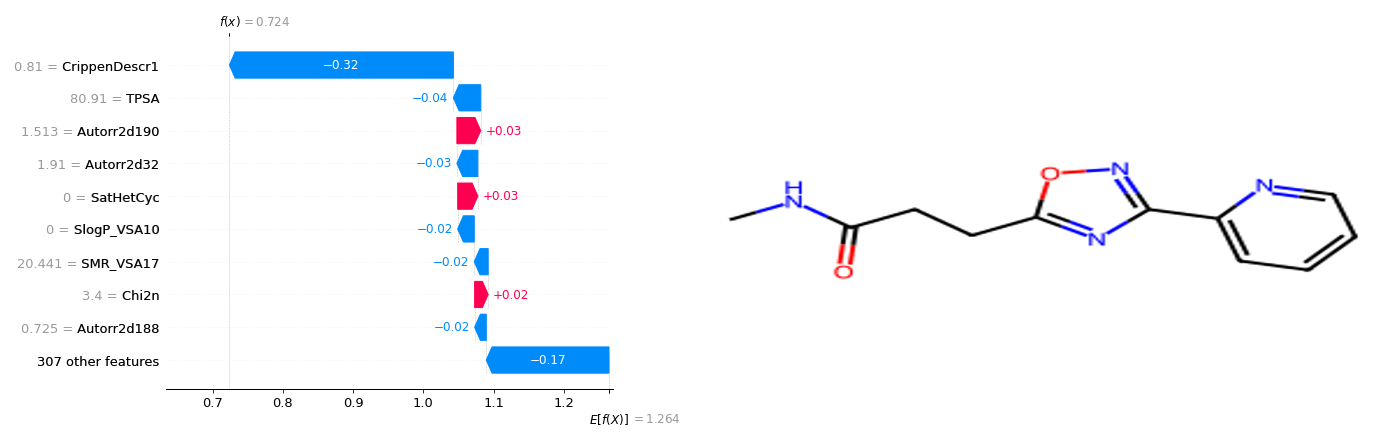 f(x) = 0.724
0.81 = CrippenDescr1
−0.32
80.91 = TPSA
−0.04
1.513 = Autorr2d190
+0.03
1.91 = Autorr2d32
−0.03
0 = SatHetCyc
+0.03
0 = SlogP_VSA10
−0.02
20.441 = SMR_VSA17
−0.02
3.4 = Chi2n
+0.02
0.725 = Autorr2d188
−0.02
307 other features
−0.17
0.7 0.8 0.9 1.0 1.1 1.2
E[f(X)] = 1.264
H
N
O
O
N
N
N